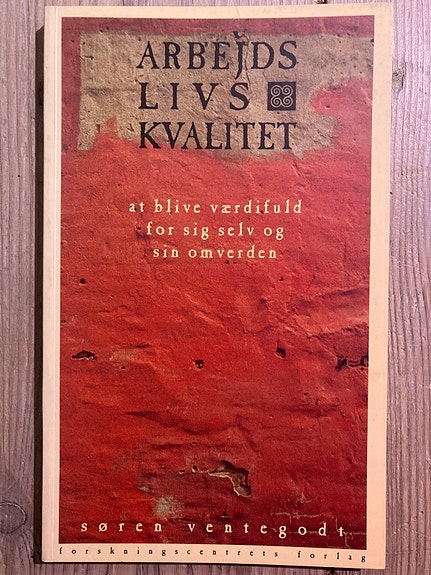 ARBEJDS
LIVS
KVALITET
at blive værdifuld
for sig selv og
sin omverden
søren ventegodt
forskningscentrets forlag